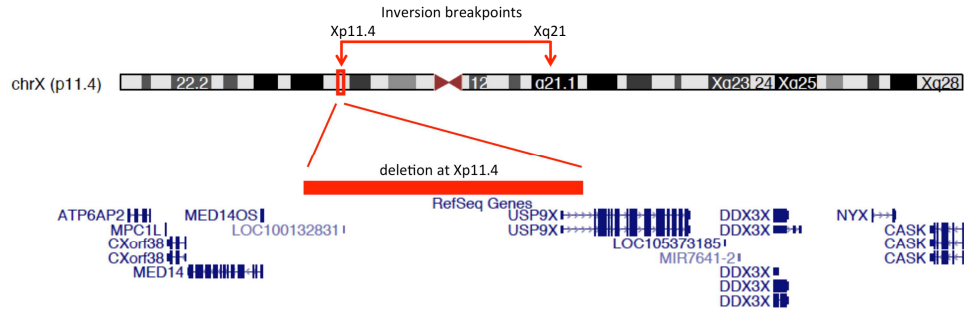 Inversion breakpoints
Xp11.4 Xq21
chrX (p11.4) 22.2 12 q21.1 Xq23 24 Xq25 Xq28
deletion at Xp11.4
RefSeq Genes
ATP6AP2 MED14OS USP9X DDX3X NYX
MPC1L LOC100132831 USP9X DDX3X CASK
CXorf38 LOC105373185 CASK
CXorf38 MIR7641-2 CASK
MED14 DDX3X
DDX3X
DDX3X